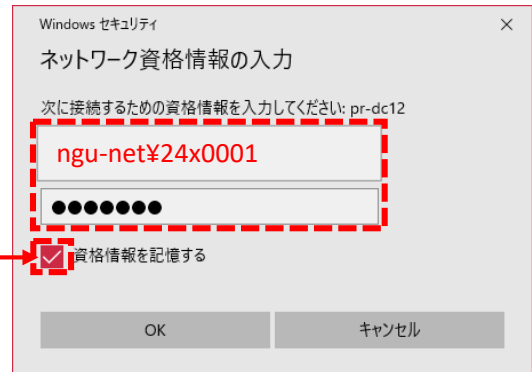 Windows セキュリティ
ネットワーク資格情報の入力
次に接続するための資格情報を入力してください: pr-dc12
ngu-net¥24x0001
●●●●●●●
資格情報を記憶する
OK
キャンセル